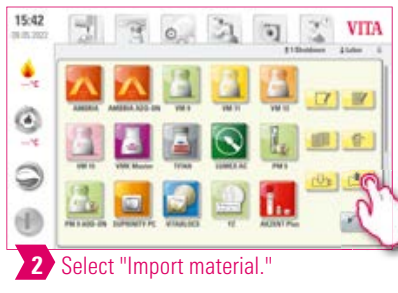 15:42
09.05.2022
VITA
AMBRIA
AMBRIA ADD-ON
VM 9
VM 11
VM 13
--°C
--°C
VM 15
VMK Master
TITAN
LUMEX AC
PM 9
PM 9 ADD-ON
SUPRINITY PC
VITABLOCS
YZ
AKZENT Plus
2 Select "Import material."